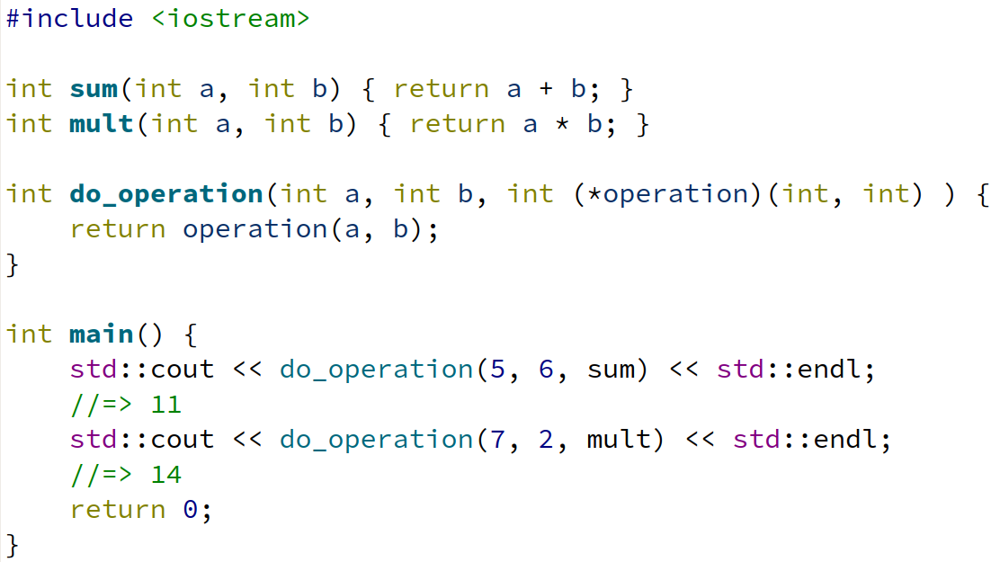 #include <iostream>

int sum(int a, int b) { return a + b; }
int mult(int a, int b) { return a * b; }

int do_operation(int a, int b, int (*operation)(int, int) ) {
    return operation(a, b);
}

int main() {
    std::cout << do_operation(5, 6, sum) << std::endl;
    //=> 11
    std::cout << do_operation(7, 2, mult) << std::endl;
    //=> 14
    return 0;
}